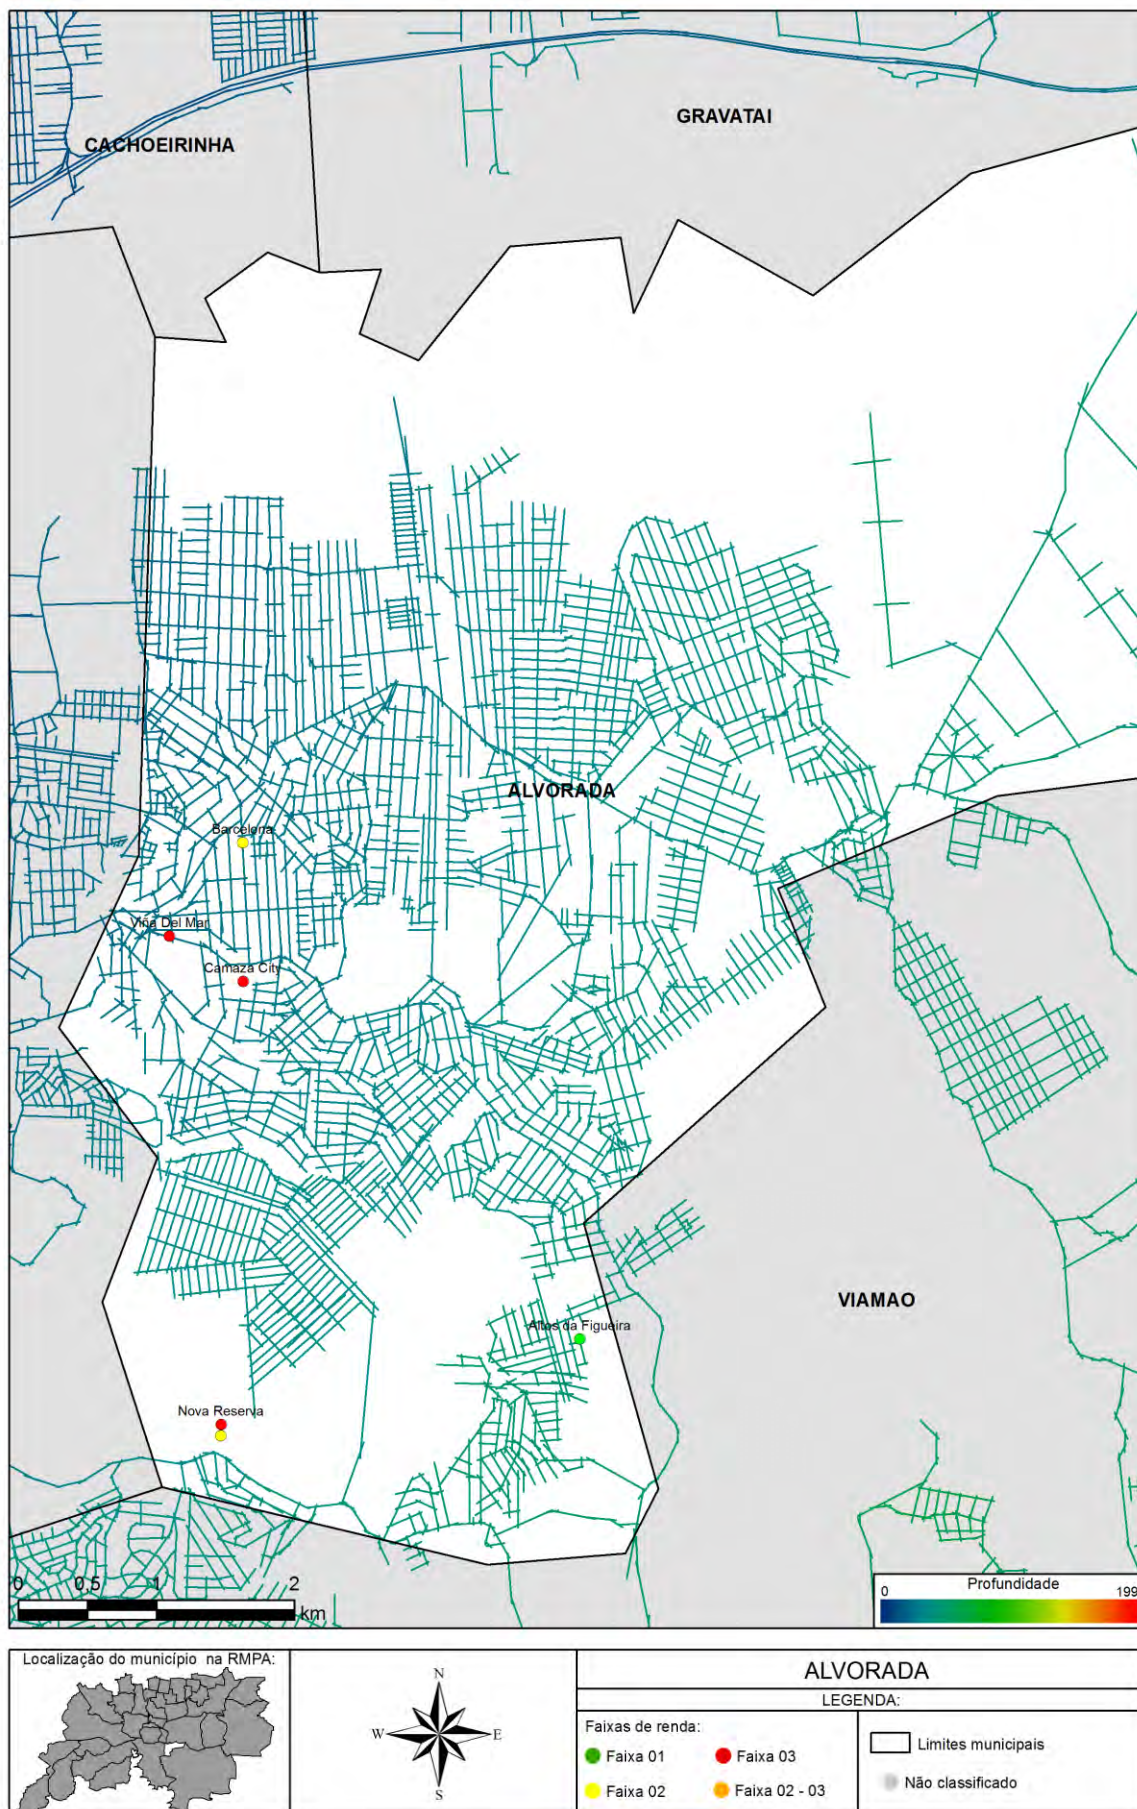 GRAVATAI
CACHOEIRINHA
ALVORADA
Barcelona
Viña Del Mar
Camaza City
VIAMAO
Altos da Figueira
Nova Reserva
0 0,5 1 2
km
Profundidade
0 199
Localização do município na RMPA:
N
W E
S
ALVORADA
LEGENDA:
Faixas de renda:
Faixa 01 Faixa 03
Faixa 02 Faixa 02 - 03
Limites municipais
Não classificado